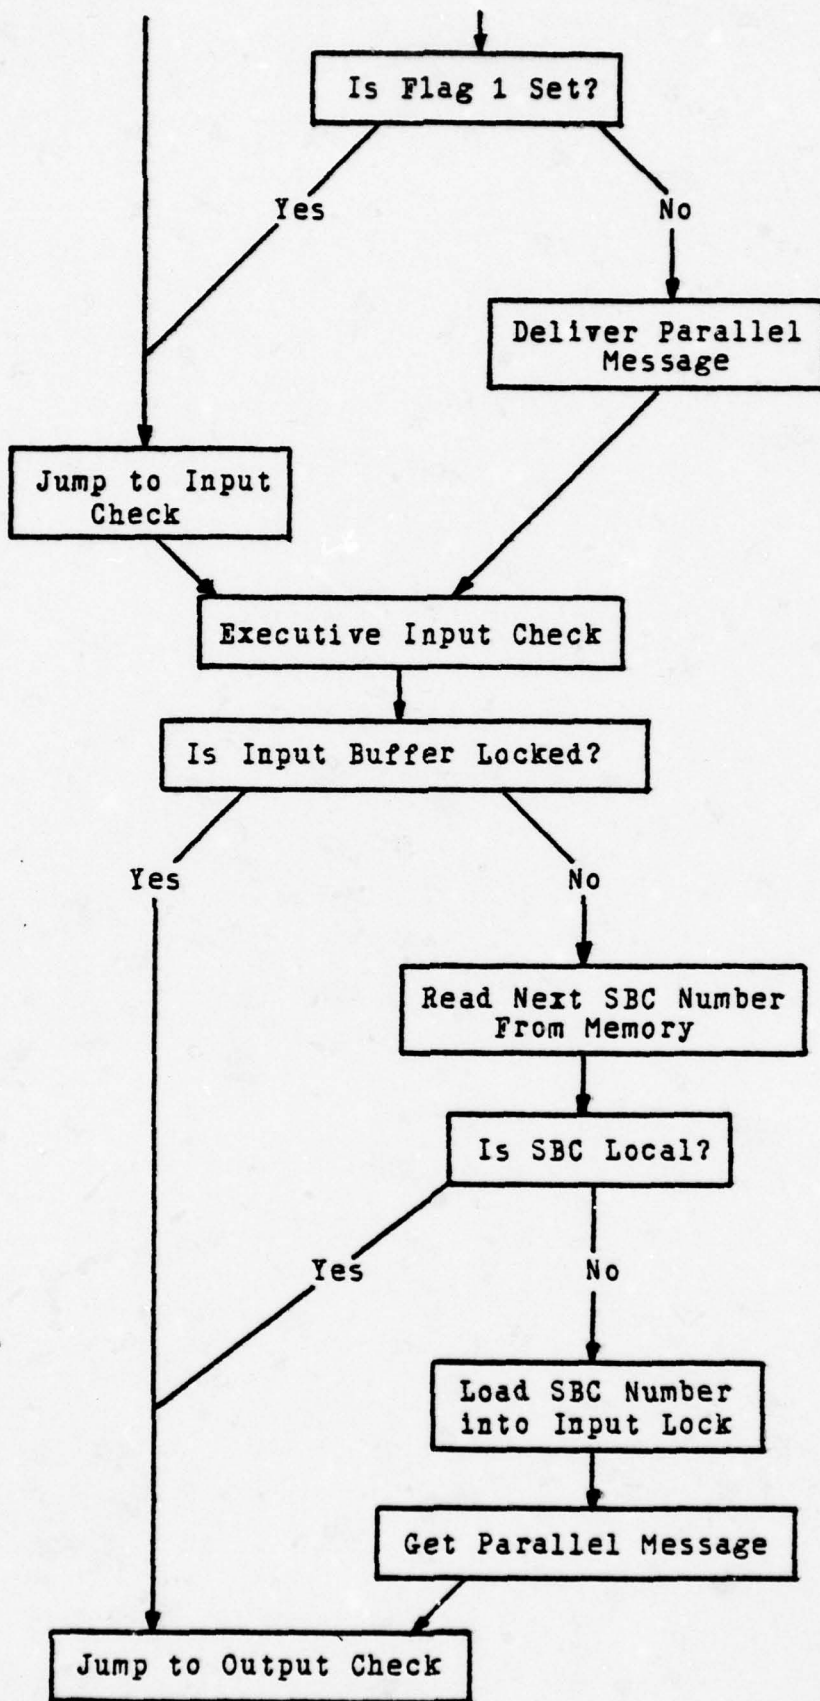 Is Flag 1 Set?
Yes
No
Deliver Parallel
Message
Jump to Input
Check
Executive Input Check
Is Input Buffer Locked?
Yes
No
Read Next SBC Number
From Memory
Is SBC Local?
Yes
No
Load SBC Number
into Input Lock
Get Parallel Message
Jump to Output Check